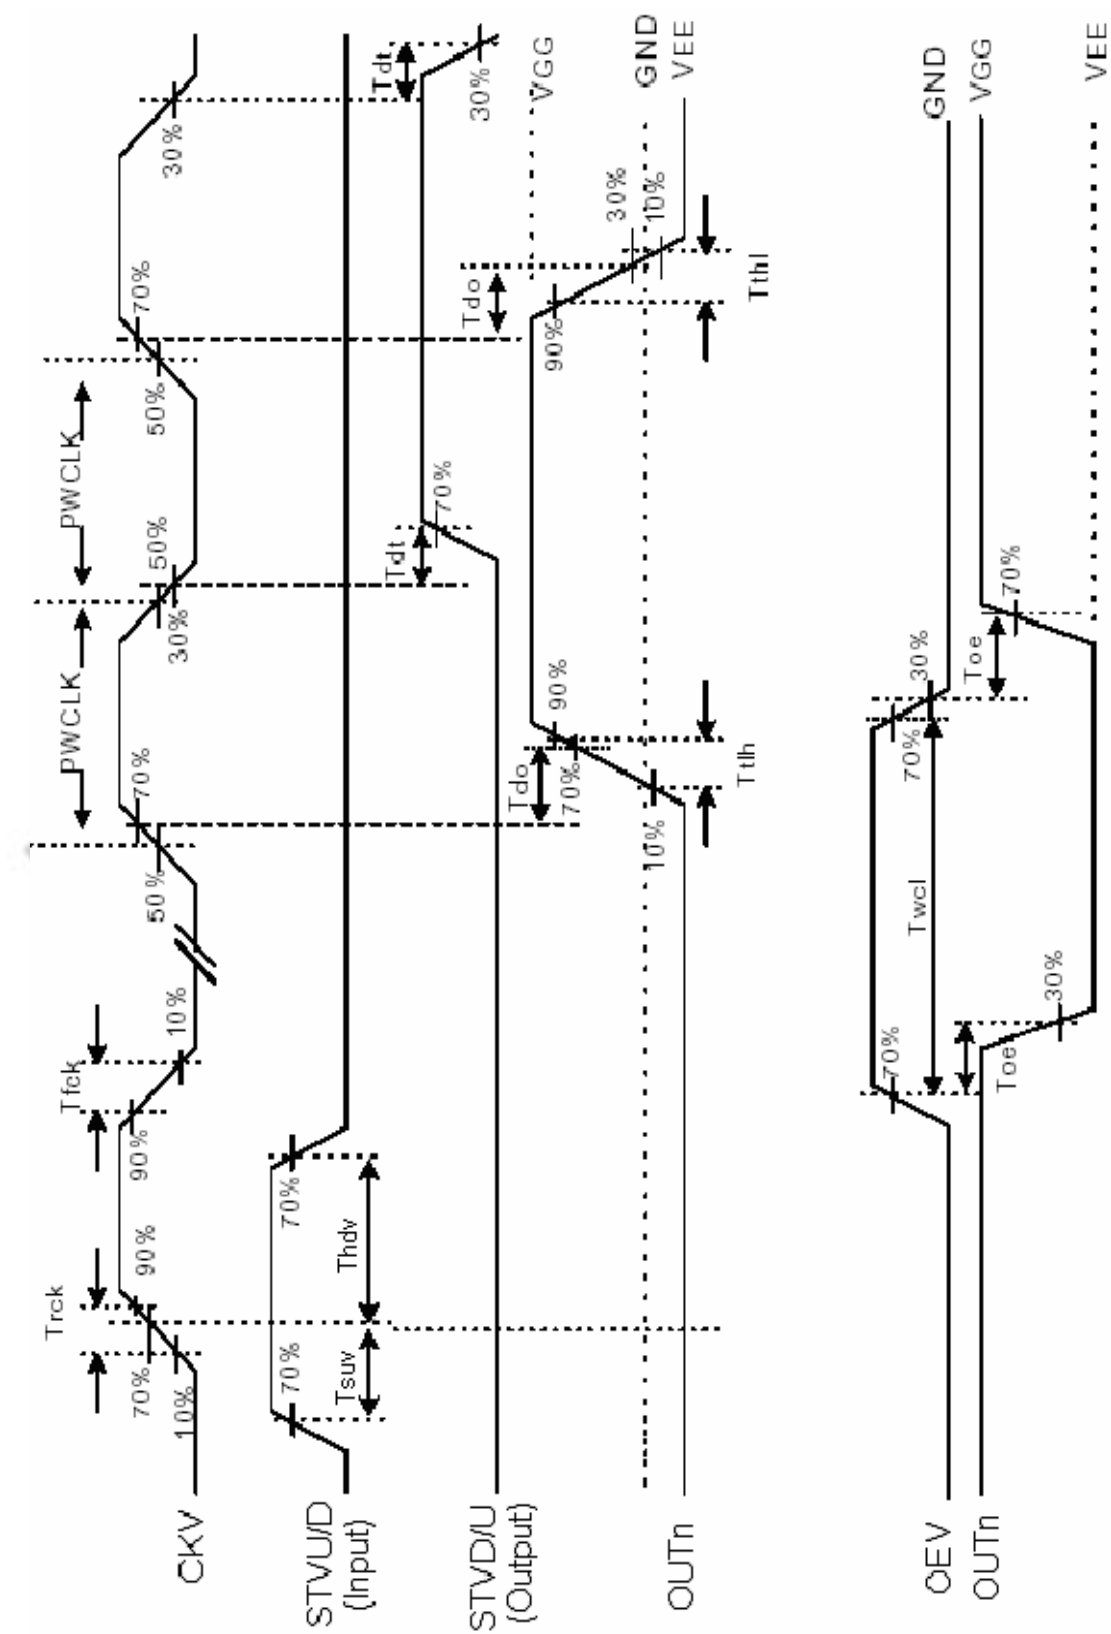 CKV
Trck
70%
10%
90%
Tfck
90%
10%
50%
70%
PWCLK
30%
50%
PWCLK
50%
70%
30%
STVU/D
(Input)
70%
Tsuv
Thdv
70%
STVD/U
(Output)
Tdt
70%
Tdt
30%
OUTn
10%
Tdo
70%
90%
Ttlh
Tdo
90%
30%
10%
Tthl
VGG
GND
VEE
OEV
70%
Twcl
70%
30%
GND
OUTn
Toe
30%
Toe
70%
VGG
VEE